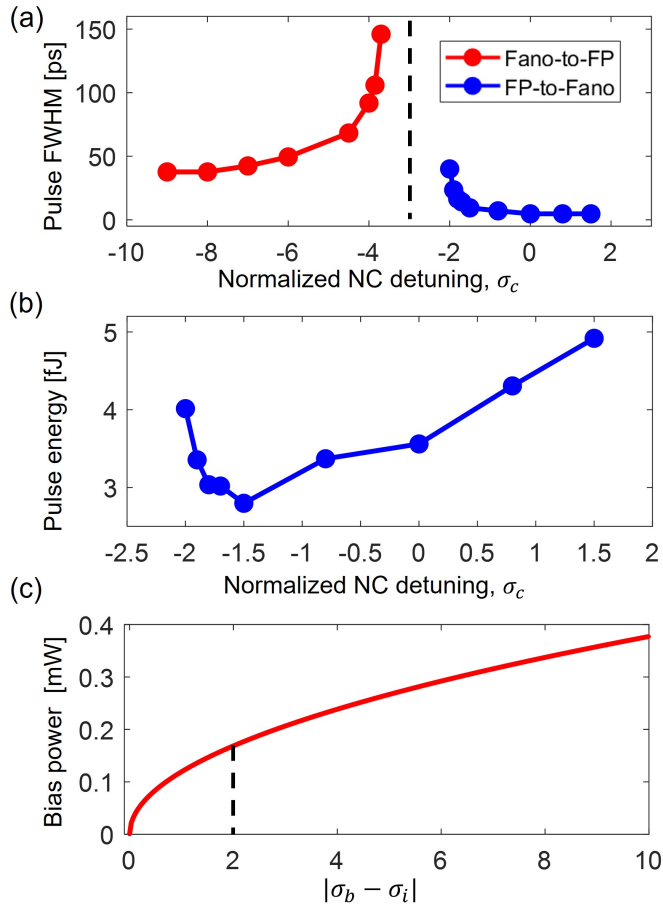 (a)
150
100
50
0
Pulse FWHM [ps]
Fano-to-FP
FP-to-Fano
-10 -8 -6 -4 -2 0 2
Normalized NC detuning, σc
(b)
5
4
3
Pulse energy [fJ]
-2.5 -2 -1.5 -1 -0.5 0 0.5 1 1.5 2
Normalized NC detuning, σc
(c)
0.4
0.3
0.2
0.1
0
Bias power [mW]
0 2 4 6 8 10
|σb − σi|